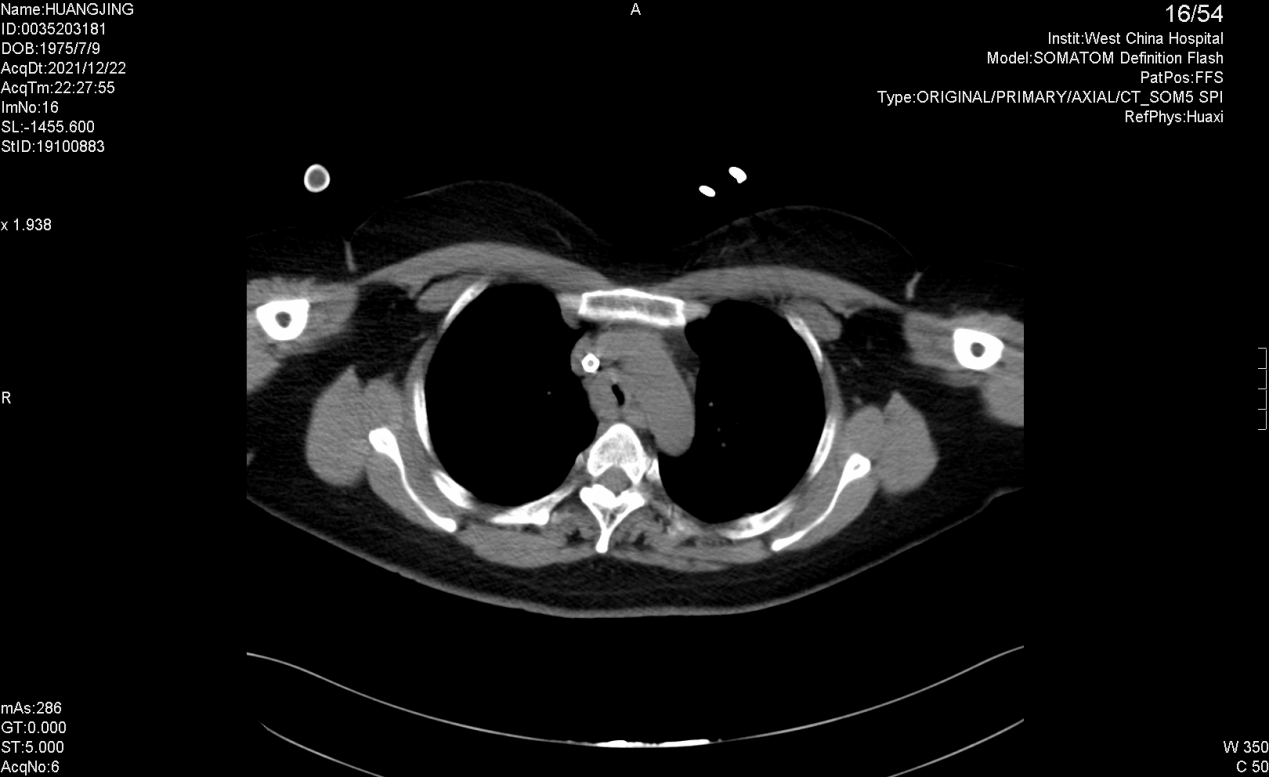 Name:HUANGJING
ID:0035203181
DOB:1975/7/9
AcqDt:2021/12/22
AcqTm:22:27:55
ImNo:16
SL:-1455.600
StID:19100883
x 1.938
A
16/54
Instit:West China Hospital
Model:SOMATOM Definition Flash
PatPos:FFS
Type:ORIGINAL/PRIMARY/AXIAL/CT_SOM5 SPI
RefPhys:Huaxi
R
mAs:286
GT:0.000
ST:5.000
AcqNo:6
W 350
C 50